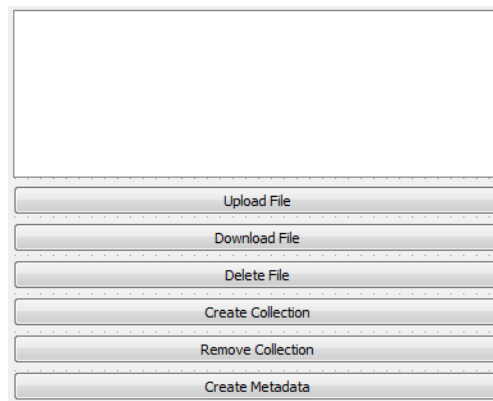 Upload File
Download File
Delete File
Create Collection
Remove Collection
Create Metadata